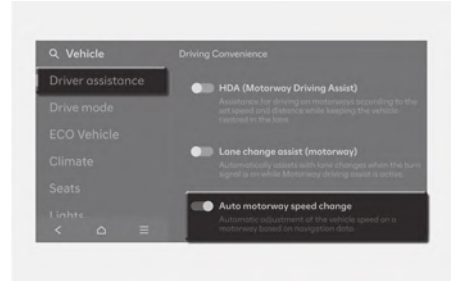 Vehicle
Driving Convenience
Driver assistance
HDA (Motorway Driving Assist)
Assistance for driving on motorways according to the
set speed and distance while keeping the vehicle
centred in the lane.
Drive mode
ECO Vehicle
Lane change assist (motorway)
Automatically assists with lane changes when the turn
signal is on while Motorway driving assist is active.
Climate
Seats
Auto motorway speed change
Automatic adjustment of the vehicle speed on a
motorway based on navigation data.
Lights